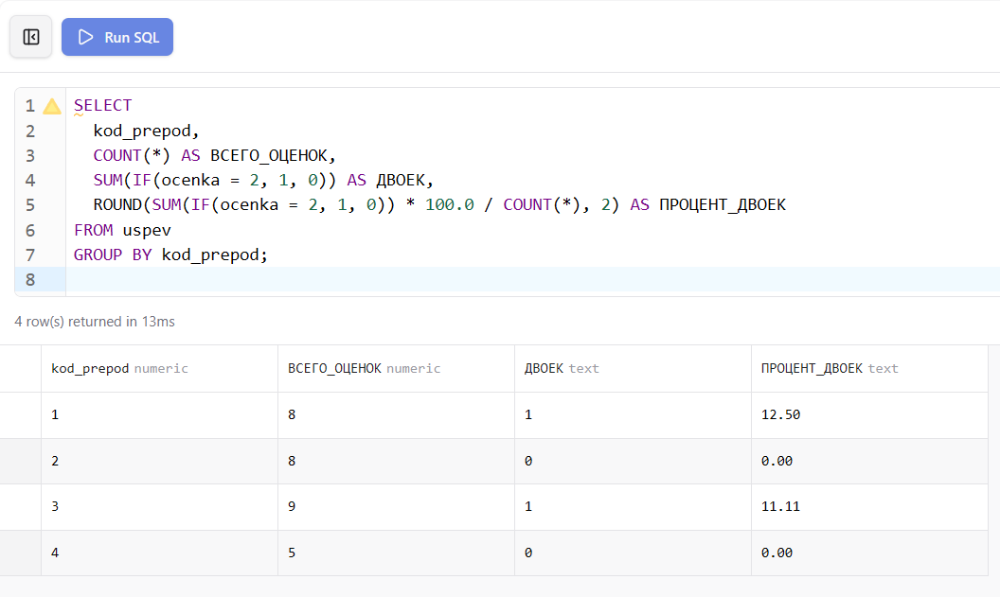 Run SQL
1 SELECT
2 kod_prepod,
3 COUNT(*) AS ВСЕГО_ОЦЕНОК,
4 SUM(IF(ocenka = 2, 1, 0)) AS ДВОЕК,
5 ROUND(SUM(IF(ocenka = 2, 1, 0)) * 100.0 / COUNT(*), 2) AS ПРОЦЕНТ_ДВОЕК
6 FROM uspev
7 GROUP BY kod_prepod;
8
4 row(s) returned in 13ms
kod_prepod numeric ВСЕГО_ОЦЕНОК numeric ДВОЕК text ПРОЦЕНТ_ДВОЕК text
1 8 1 12.50
2 8 0 0.00
3 9 1 11.11
4 5 0 0.00